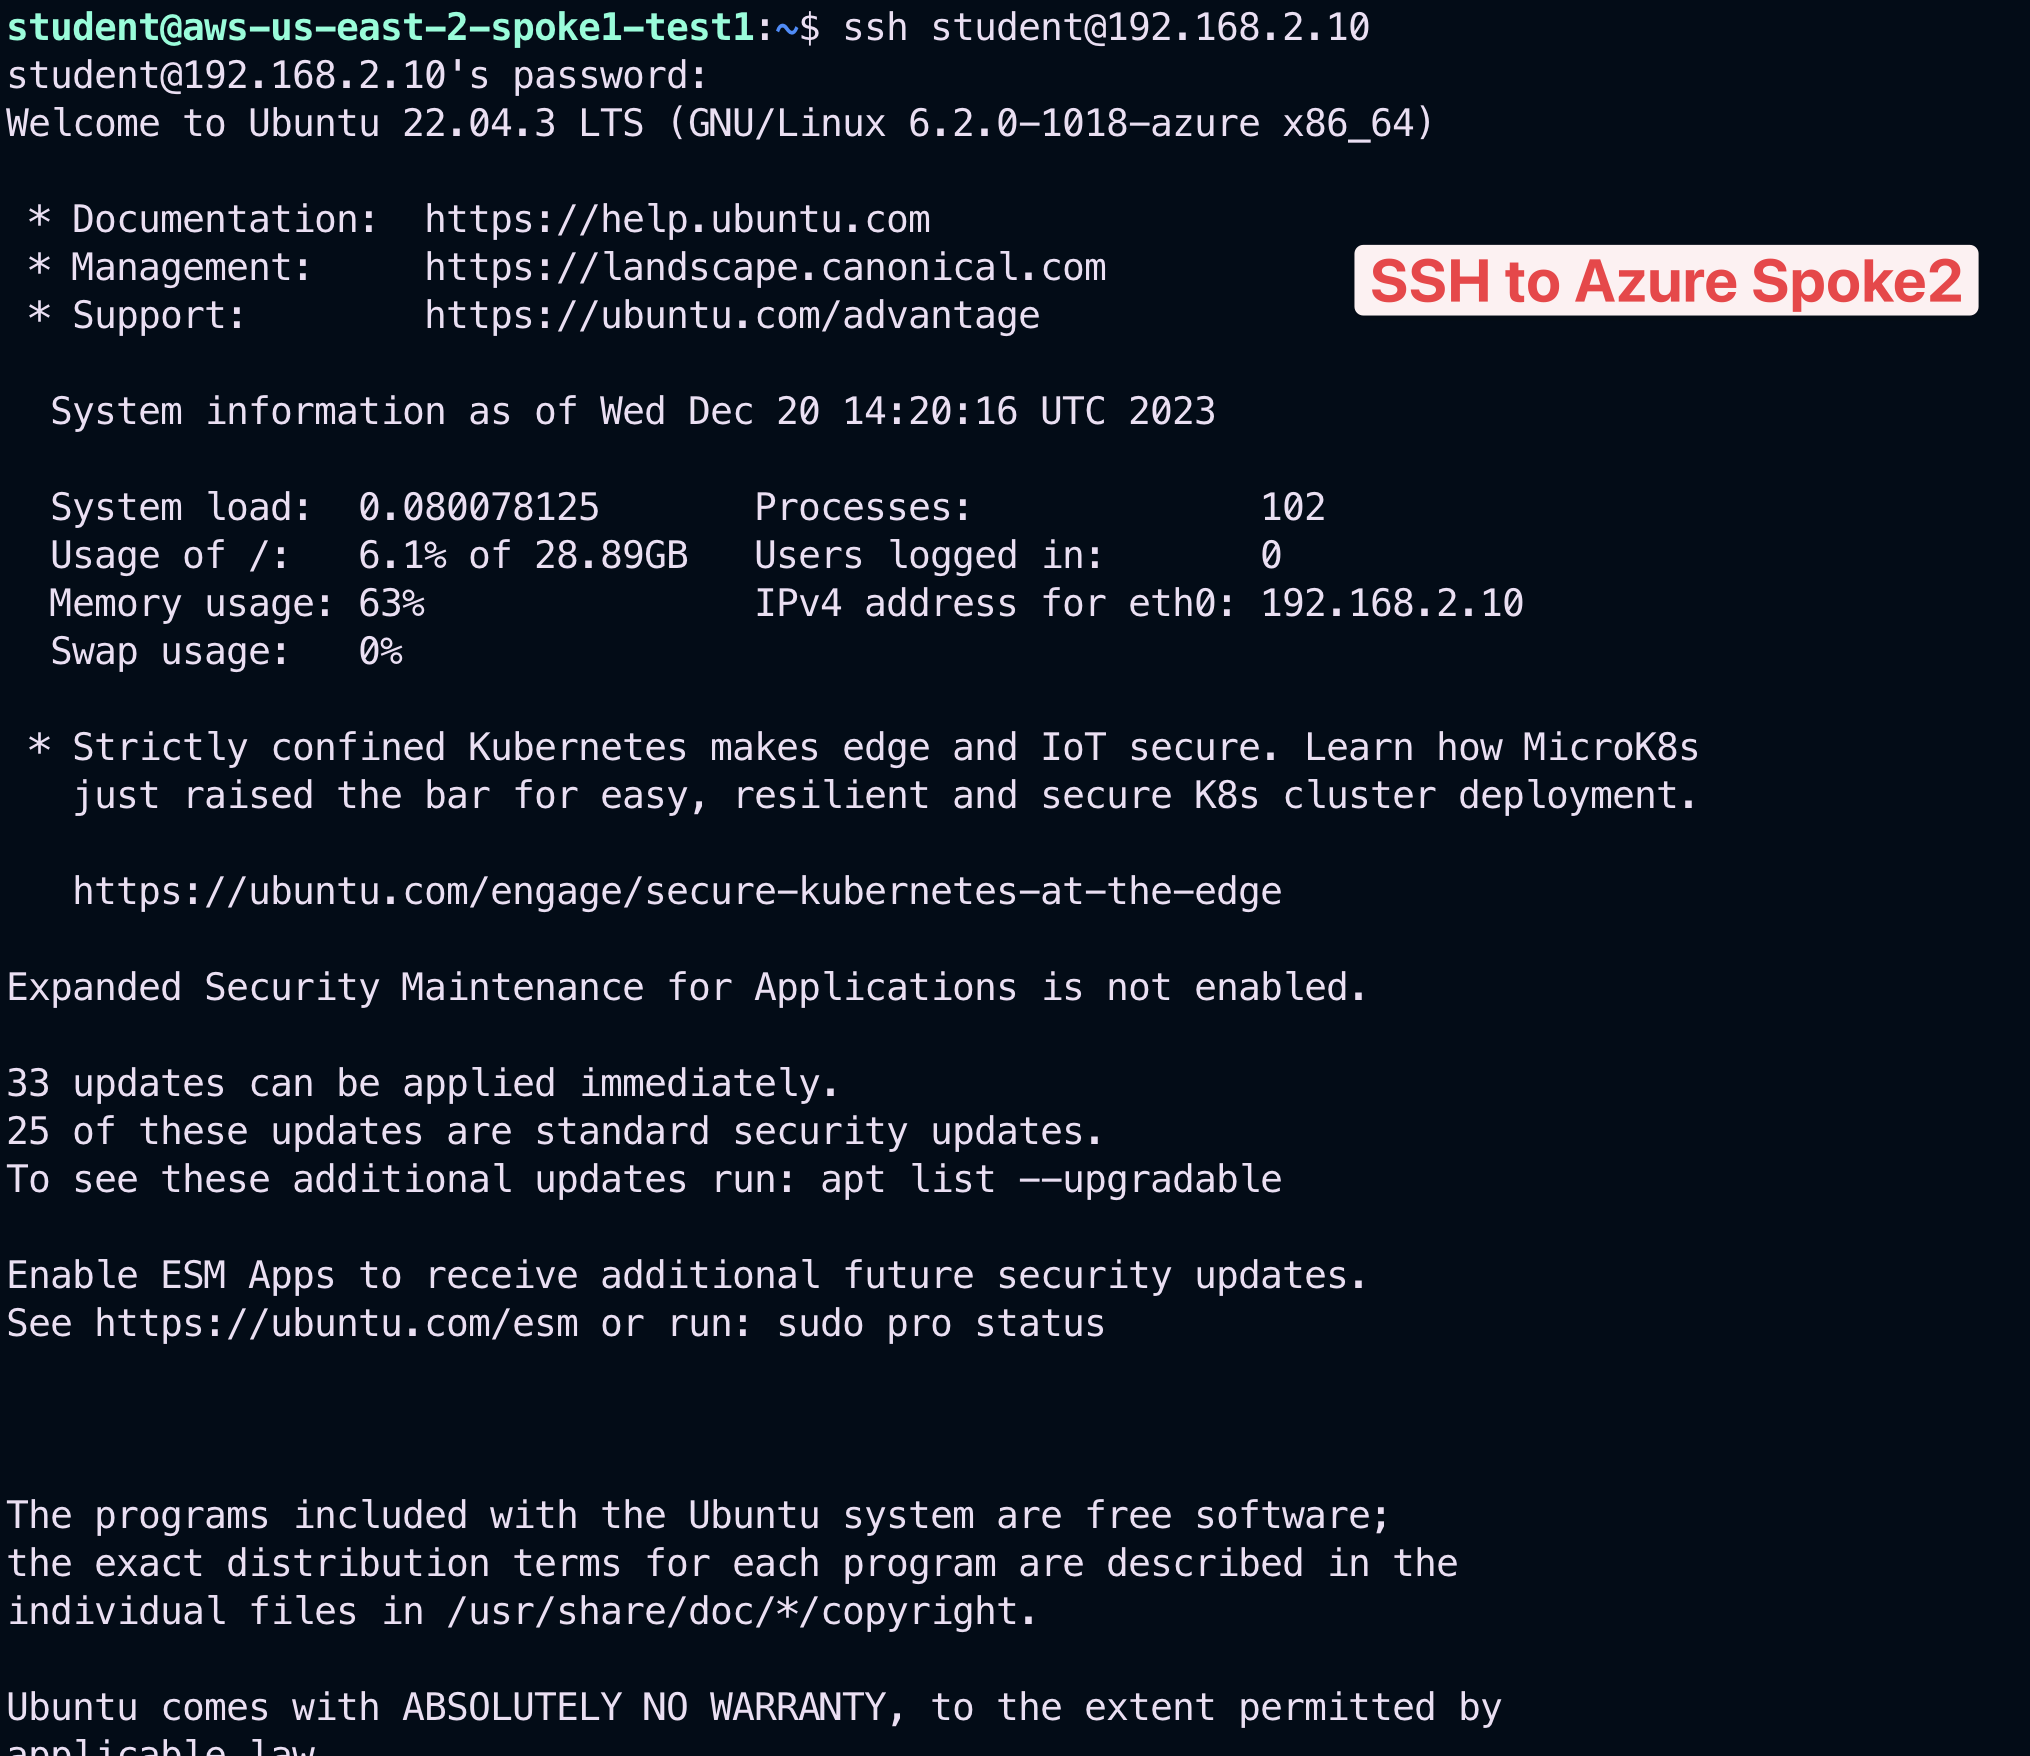 student@aws-us-east-2-spoke1-test1:~$ ssh student@192.168.2.10
student@192.168.2.10's password:
Welcome to Ubuntu 22.04.3 LTS (GNU/Linux 6.2.0-1018-azure x86_64)

 * Documentation:  https://help.ubuntu.com
 * Management:     https://landscape.canonical.com
SSH to Azure Spoke2
 * Support:        https://ubuntu.com/advantage

  System information as of Wed Dec 20 14:20:16 UTC 2023

  System load:  0.080078125       Processes:             102
  Usage of /:   6.1% of 28.89GB   Users logged in:       0
  Memory usage: 63%               IPv4 address for eth0: 192.168.2.10
  Swap usage:   0%

 * Strictly confined Kubernetes makes edge and IoT secure. Learn how MicroK8s
   just raised the bar for easy, resilient and secure K8s cluster deployment.

   https://ubuntu.com/engage/secure-kubernetes-at-the-edge

Expanded Security Maintenance for Applications is not enabled.

33 updates can be applied immediately.
25 of these updates are standard security updates.
To see these additional updates run: apt list --upgradable

Enable ESM Apps to receive additional future security updates.
See https://ubuntu.com/esm or run: sudo pro status

The programs included with the Ubuntu system are free software;
the exact distribution terms for each program are described in the
individual files in /usr/share/doc/*/copyright.

Ubuntu comes with ABSOLUTELY NO WARRANTY, to the extent permitted by
applicable law